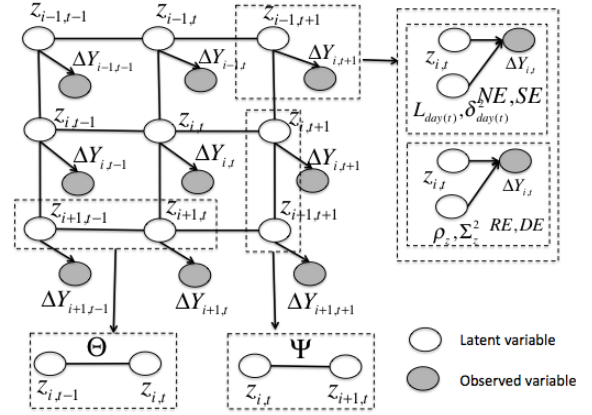 z_{i-1,t-1} z_{i-1,t} z_{i-1,t+1}
ΔY_{i-1,t-1} ΔY_{i-1,t} ΔY_{i,t+1}
z_{i,t-1} z_{i,t} z_{i,t+1}
ΔY_{i,t-1} ΔY_{i,t} ΔY_{i,t+1}
z_{i+1,t-1} z_{i+1,t} z_{i+1,t+1}
ΔY_{i+1,t-1} ΔY_{i+1,t} ΔY_{i+1,t+1}
z_{i,t} ΔY_{i,t}
L_{day(t)}, δ²_{day(t)} NE, SE
z_{i,t} ΔY_{i,t}
ρ_z, Σ²_z RE, DE
Θ
z_{i,t-1} z_{i,t}
Ψ
z_{i,t} z_{i+1,t}
Latent variable
Observed variable